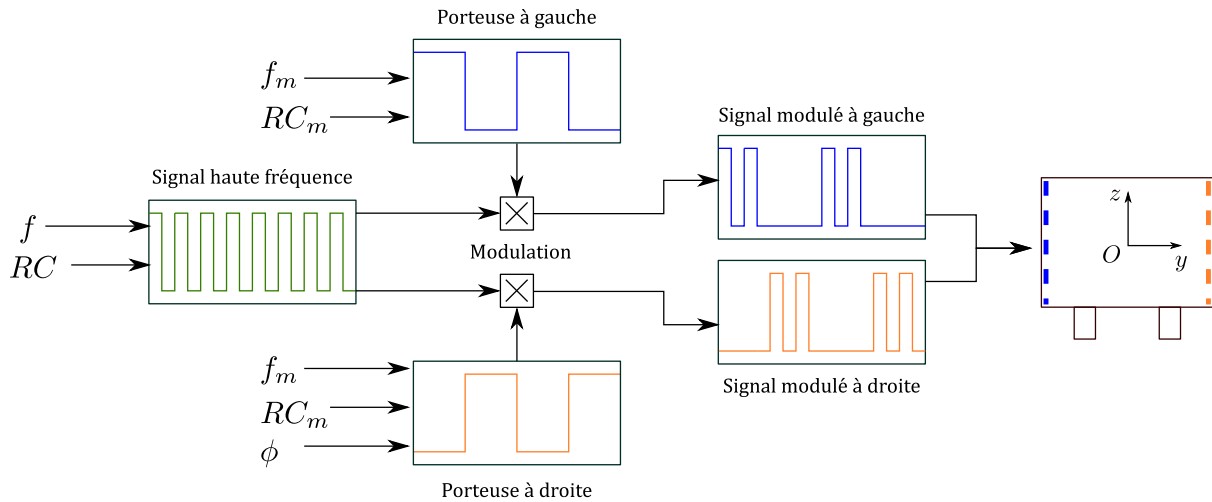 Porteuse à gauche
f_m
RC_m
Signal modulé à gauche
Signal haute fréquence
f
RC
Modulation
z
O
y
f_m
RC_m
ϕ
Signal modulé à droite
Porteuse à droite